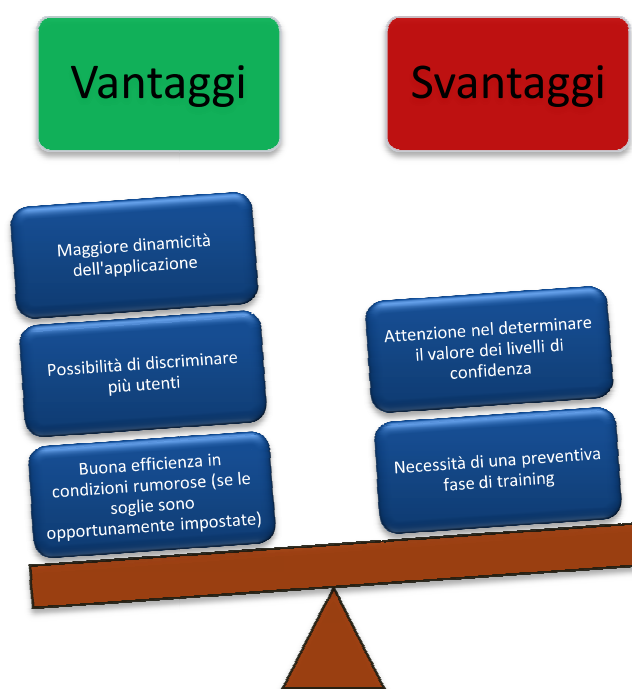 Vantaggi
Svantaggi
Maggiore dinamicità
dell'applicazione
Possibilità di discriminare
più utenti
Buona efficienza in
condizioni rumorose (se le
soglie sono
opportunamente impostate)
Attenzione nel determinare
il valore dei livelli di
confidenza
Necessità di una preventiva
fase di training